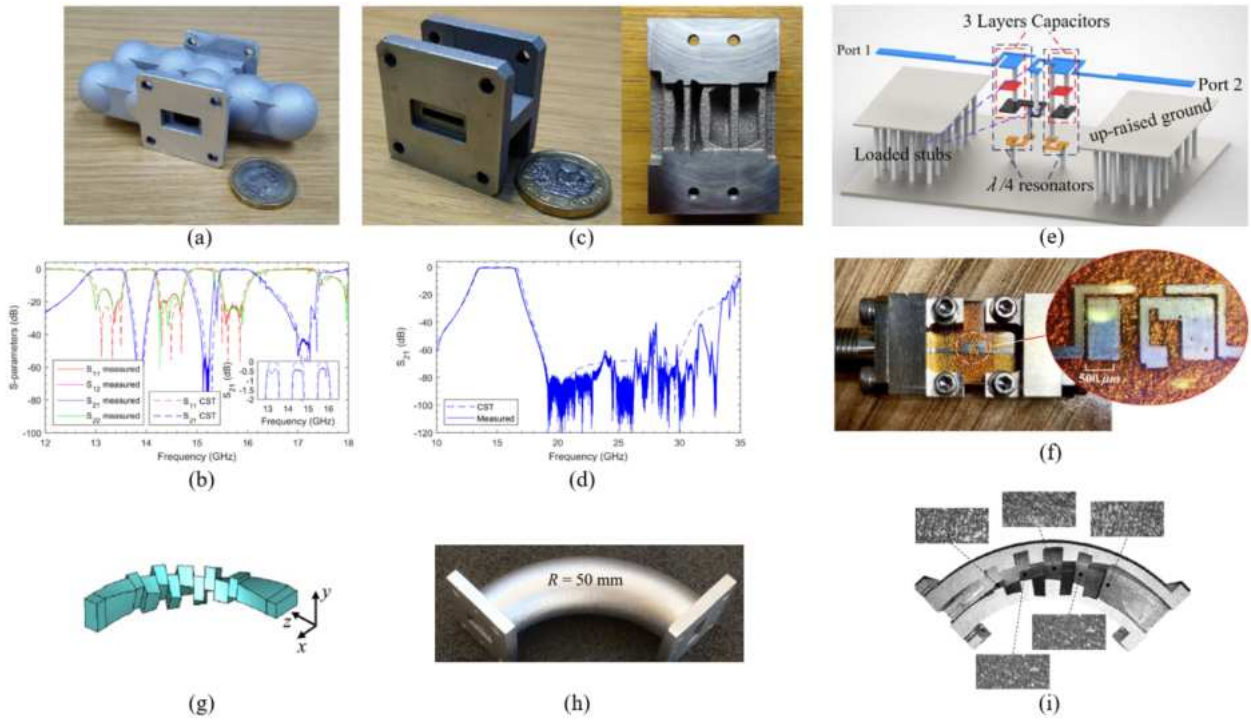 3 Layers Capacitors
Port 1
Port 2
up-raised ground
Loaded stubs
λ/4 resonators
(a)
(c)
(e)
0
-20
-40
-60
-80
-100
S-parameters (dB)
S11 measured
S12 measured
S21 measured
S22 measured
S11 CST
S21 CST
0
-0.5
-1
-1.5
-2
S21 (dB)
13 14 15 16
Frequency (GHz)
12 13 14 15 16 17 18
Frequency (GHz)
(b)
0
-20
-40
-60
-80
-100
-120
S21 (dB)
CST
Measured
10 15 20 25 30 35
Frequency (GHz)
(d)
500 μm
(f)
y
z
x
(g)
R = 50 mm
(h)
(i)